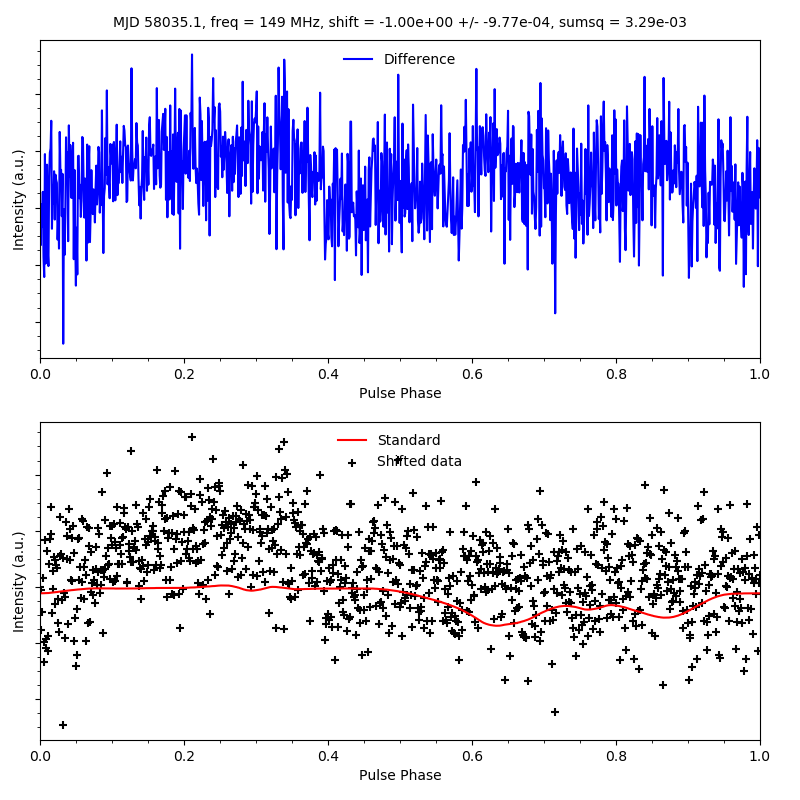 MJD 58035.1, freq = 149 MHz, shift = -1.00e+00 +/- -9.77e-04, sumsq = 3.29e-03
Difference
Intensity (a.u.)
0.0 0.2 0.4 0.6 0.8 1.0
Pulse Phase
Standard
Shifted data
Intensity (a.u.)
0.0 0.2 0.4 0.6 0.8 1.0
Pulse Phase